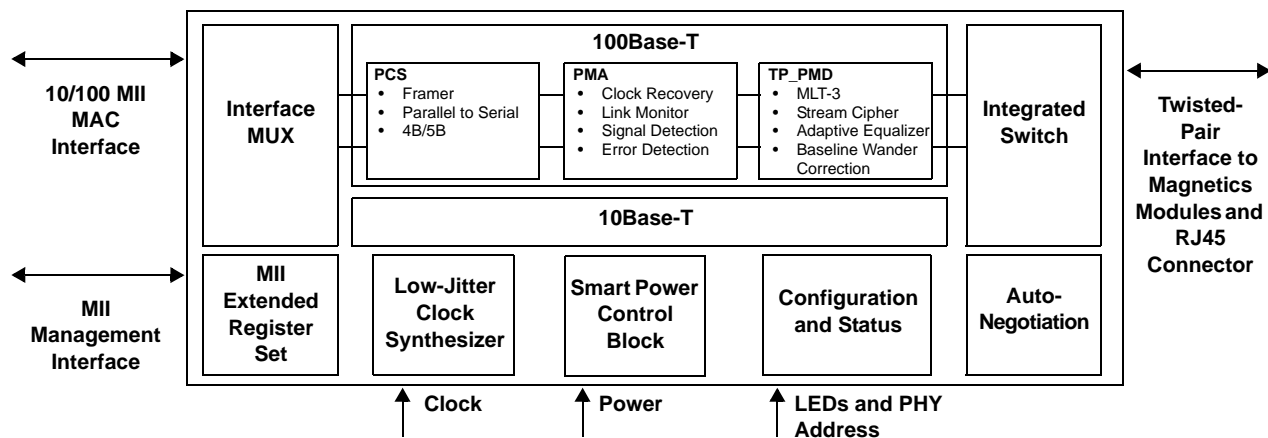 10/100 MII
MAC
Interface
MII
Management
Interface
Interface
MUX
100Base-T
PCS
• Framer
• Parallel to Serial
• 4B/5B
PMA
• Clock Recovery
• Link Monitor
• Signal Detection
• Error Detection
TP_PMD
• MLT-3
• Stream Cipher
• Adaptive Equalizer
• Baseline Wander
Correction
Integrated
Switch
10Base-T
MII
Extended
Register
Set
Low-Jitter
Clock
Synthesizer
Smart Power
Control
Block
Configuration
and Status
Auto-
Negotiation
Twisted-
Pair
Interface to
Magnetics
Modules and
RJ45
Connector
Clock
Power
LEDs and PHY
Address